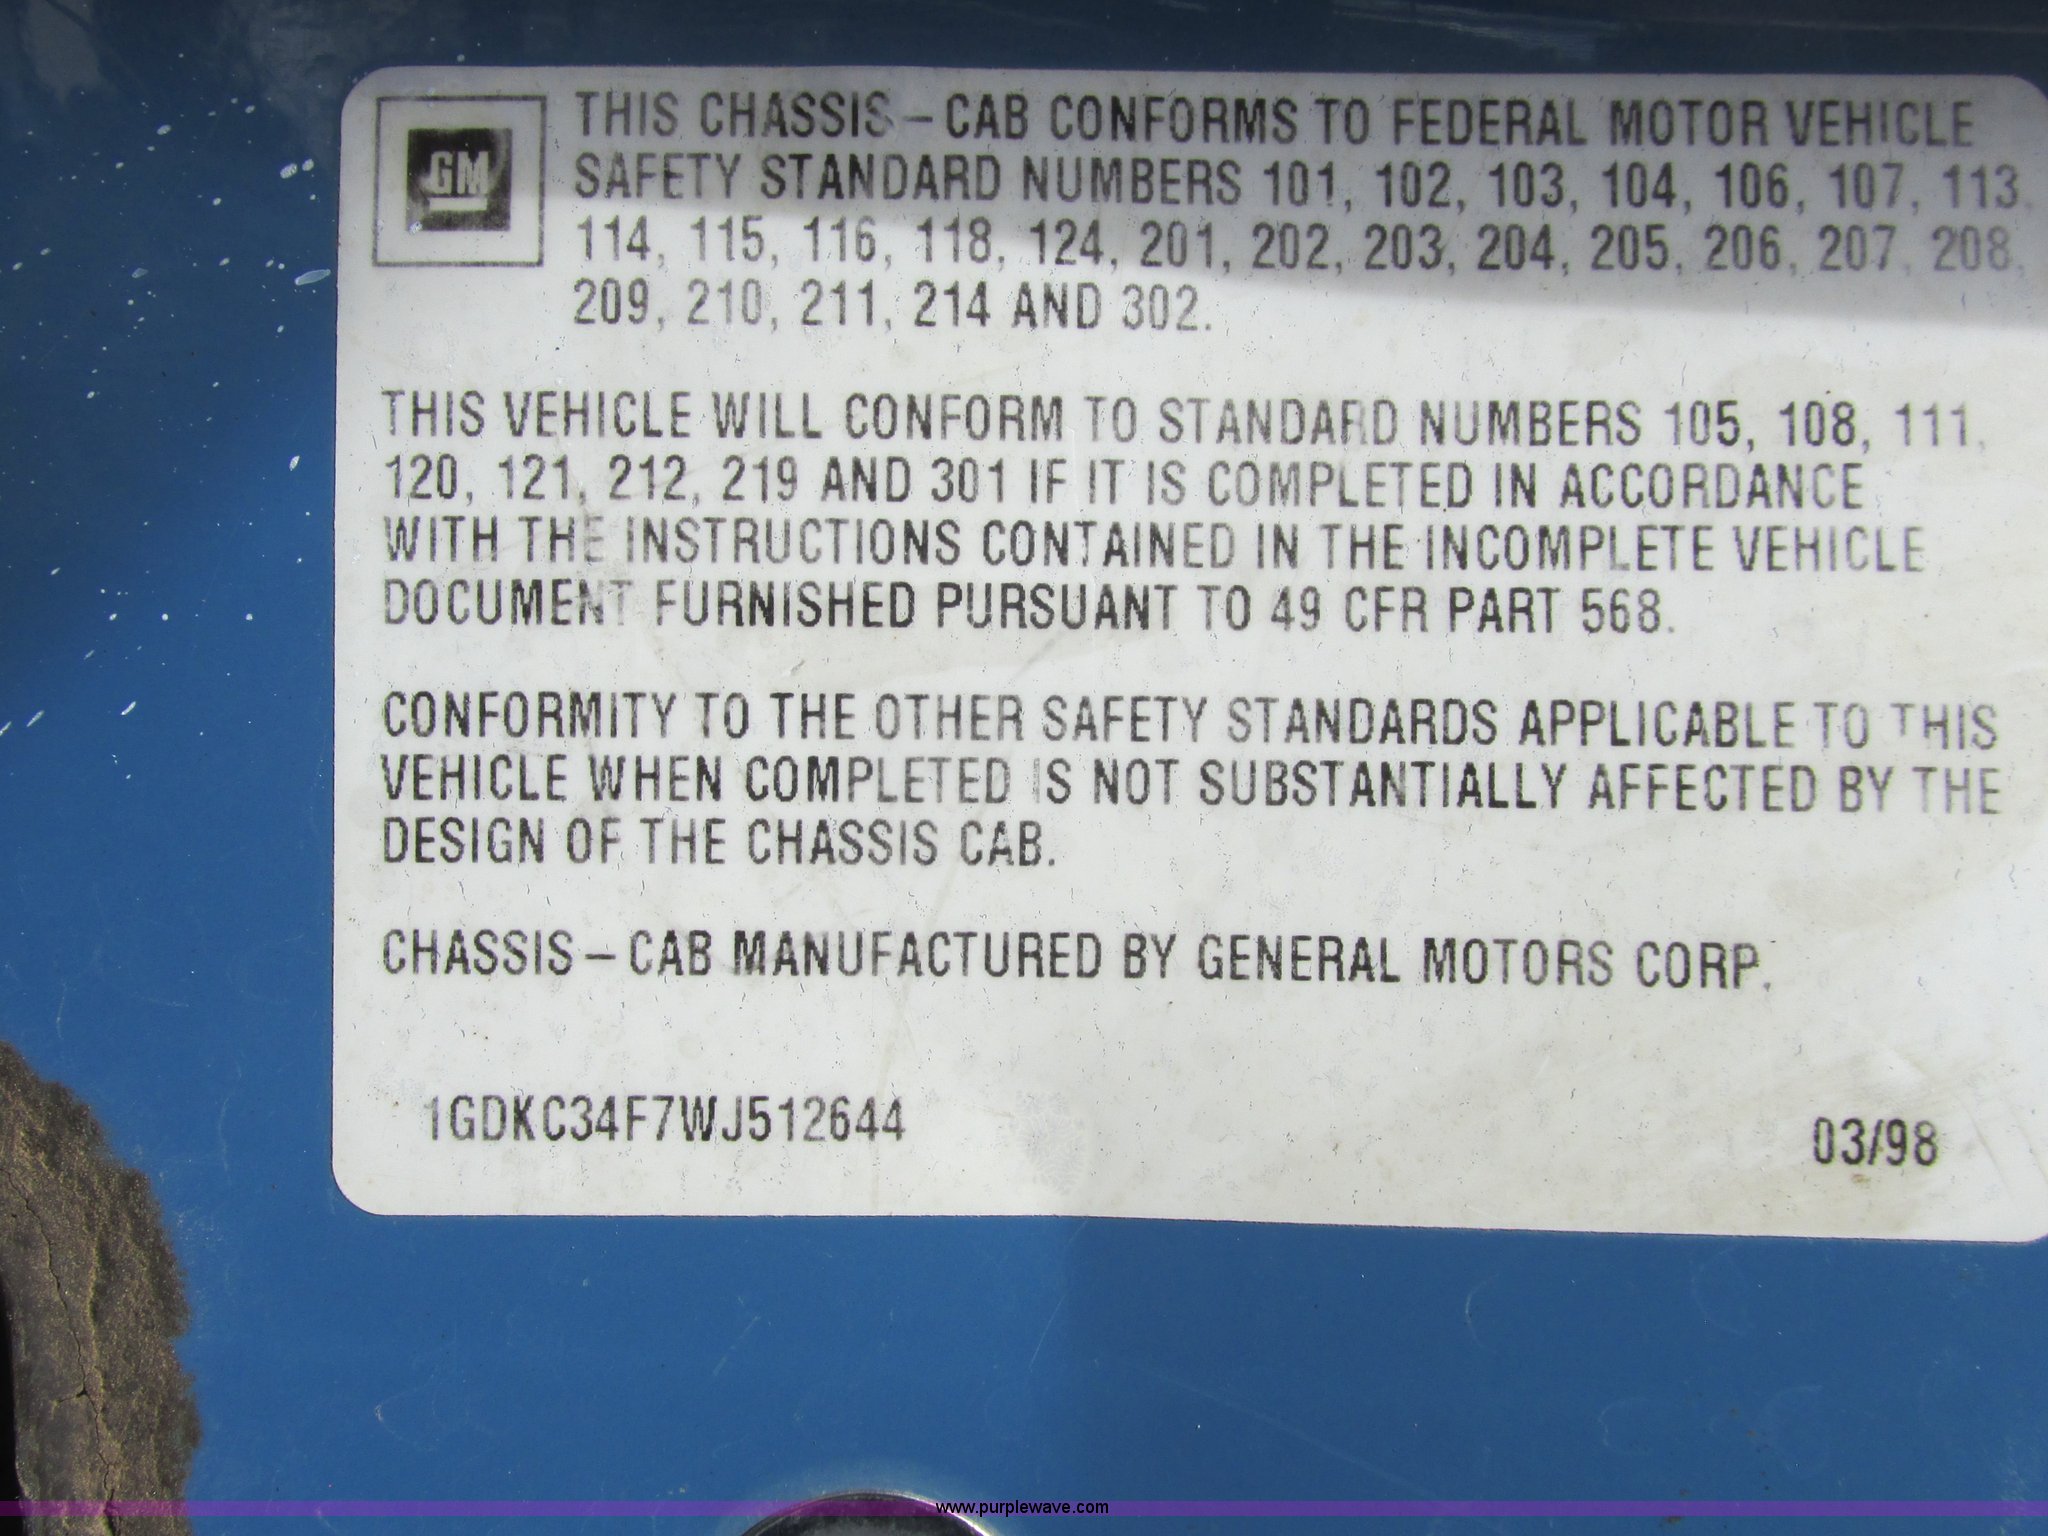 GM
THIS CHASSIS – CAB CONFORMS TO FEDERAL MOTOR VEHICLE
SAFETY STANDARD NUMBERS 101, 102, 103, 104, 106, 107, 113,
114, 115, 116, 118, 124, 201, 202, 203, 204, 205, 206, 207, 208,
209, 210, 211, 214 AND 302.
THIS VEHICLE WILL CONFORM TO STANDARD NUMBERS 105, 108, 111,
120, 121, 212, 219 AND 301 IF IT IS COMPLETED IN ACCORDANCE
WITH THE INSTRUCTIONS CONTAINED IN THE INCOMPLETE VEHICLE
DOCUMENT FURNISHED PURSUANT TO 49 CFR PART 568.
CONFORMITY TO THE OTHER SAFETY STANDARDS APPLICABLE TO THIS
VEHICLE WHEN COMPLETED IS NOT SUBSTANTIALLY AFFECTED BY THE
DESIGN OF THE CHASSIS CAB.
CHASSIS – CAB MANUFACTURED BY GENERAL MOTORS CORP.
1GDKC34F7WJ512644
03/98
www.purplewave.com